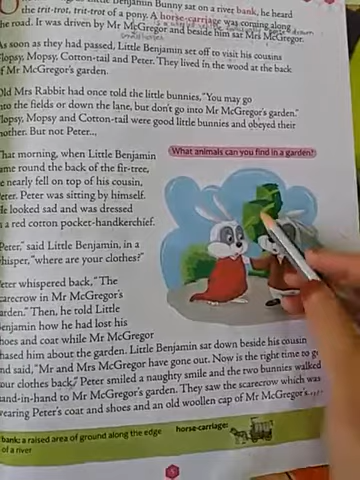 Benjamin Bunny sat on a river bank, he heard
the trit-trot, trit-trot of a pony. A horse-carriage was coming along
the road. It was driven by Mr McGregor and beside him sat Mrs McGregor.
As soon as they had passed, Little Benjamin set off to visit his cousins
Flopsy, Mopsy, Cotton-tail and Peter. They lived in the wood at the back
of Mr McGregor's garden.
Old Mrs Rabbit had once told the little bunnies, "You may go
into the fields or down the lane, but don't go into Mr McGregor's garden."
Flopsy, Mopsy and Cotton-tail were good little bunnies and obeyed their
mother. But not Peter...
That morning, when Little Benjamin
came round the back of the fir-tree,
he nearly fell on top of his cousin,
Peter. Peter was sitting by himself.
He looked sad and was dressed
in a red cotton pocket-handkerchief.
What animals can you find in a garden?
"Peter," said Little Benjamin, in a
whisper, "where are your clothes?"
Peter whispered back, "The
scarecrow in Mr McGregor's
garden." Then, he told Little
Benjamin how he had lost his
shoes and coat while Mr McGregor
chased him about the garden. Little Benjamin sat down beside his cousin
and said, "Mr and Mrs McGregor have gone out. Now is the right time to get
your clothes back." Peter smiled a naughty smile and the two bunnies walked
hand-in-hand to Mr McGregor's garden. They saw the scarecrow which was
wearing Peter's coat and shoes and an old woollen cap of Mr McGregor's...
bank: a raised area of ground along the edge
of a river
horse-carriage: